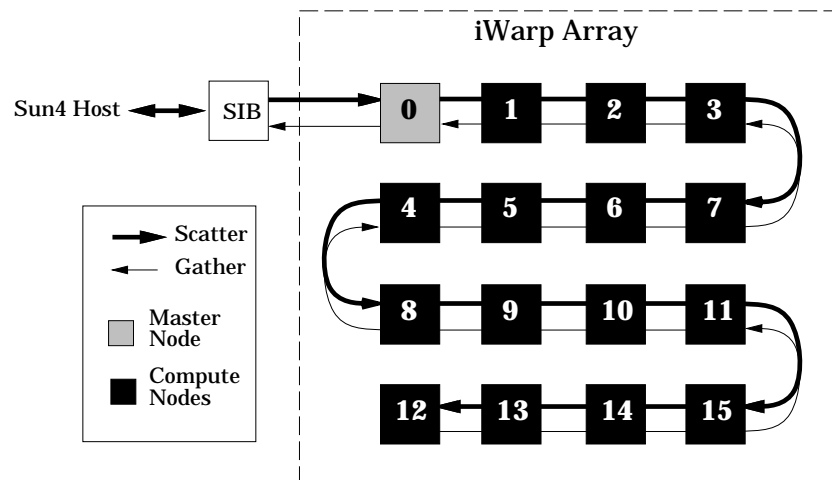 iWarp Array
Sun4 Host
SIB
0
1
2
3
4
5
6
7
8
9
10
11
12
13
14
15
Scatter
Gather
Master
Node
Compute
Nodes